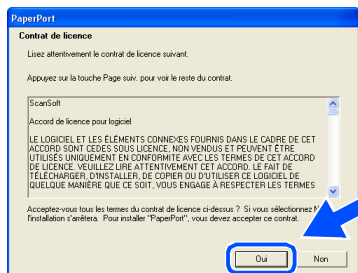 PaperPort
Contrat de licence
Lisez attentivement le contrat de licence suivant.
Appuyez sur la touche Page suiv. pour voir le reste du contrat.
ScanSoft
Accord de licence pour logiciel
LE LOGICIEL ET LES ÉLÉMENTS CONNEXES FOURNIS DANS LE CADRE DE CET
ACCORD SONT CEDES SOUS LICENCE, NON VENDUS ET PEUVENT ÊTRE
UTILISÉS UNIQUEMENT EN CONFORMITE AVEC LES TERMES DE CET ACCORD
DE LICENCE. VEUILLEZ LIRE ATTENTIVEMENT CET ACCORD. LE FAIT DE
TÉLÉCHARGER, D'INSTALLER, DE COPIER OU D'UTILISER CE LOGICIEL DE
QUELQUE MANIÈRE QUE CE SOIT, VOUS ENGAGE À RESPECTER LES TERMES
Acceptez-vous tous les termes du contrat de licence ci-dessus ? Si vous sélectionnez
l'installation s'arrêtera. Pour installer "PaperPort", vous devez accepter ce contrat.
Oui
Non